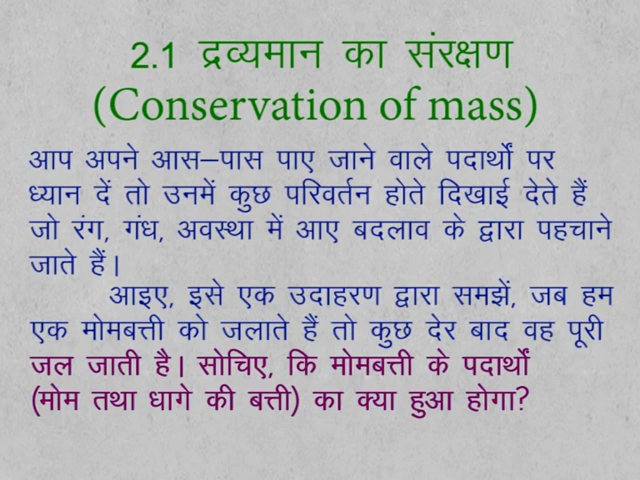 2.1 द्रव्यमान का संरक्षण
(Conservation of mass)
आप अपने आस–पास पाए जाने वाले पदार्थों पर
ध्यान दें तो उनमें कुछ परिवर्तन होते दिखाई देते हैं
जो रंग, गंध, अवस्था में आए बदलाव के द्वारा पहचाने
जाते हैं।
आइए, इसे एक उदाहरण द्वारा समझें, जब हम
एक मोमबत्ती को जलाते हैं तो कुछ देर बाद वह पूरी
जल जाती है। सोचिए, कि मोमबत्ती के पदार्थों
(मोम तथा धागे की बत्ती) का क्या हुआ होगा?